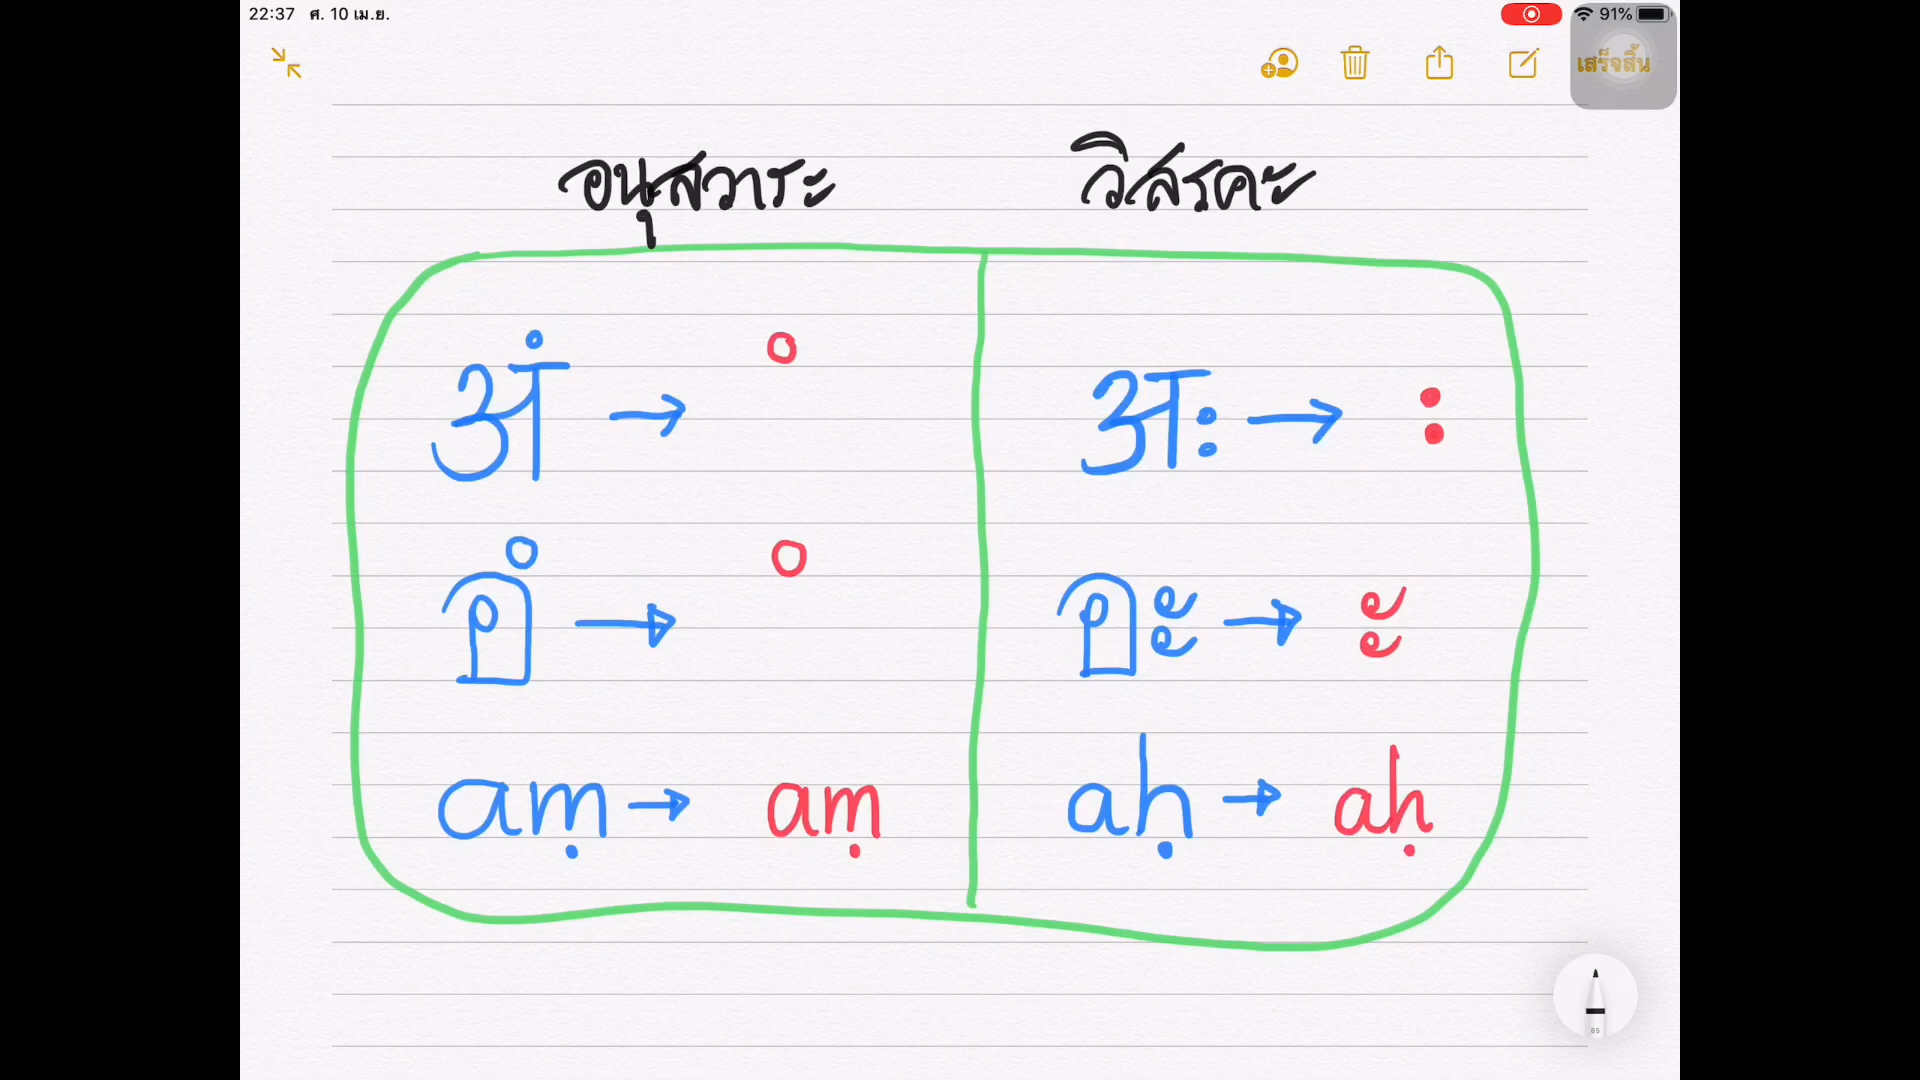 22:37 ศ. 10 เม.ย. 91%
เสร็จสิ้น
อนุสวาระ วิสรคะ
अं → ं अः → ः
อํ → ํ อะ → ะ
aṃ → aṃ aḥ → aḥ
85